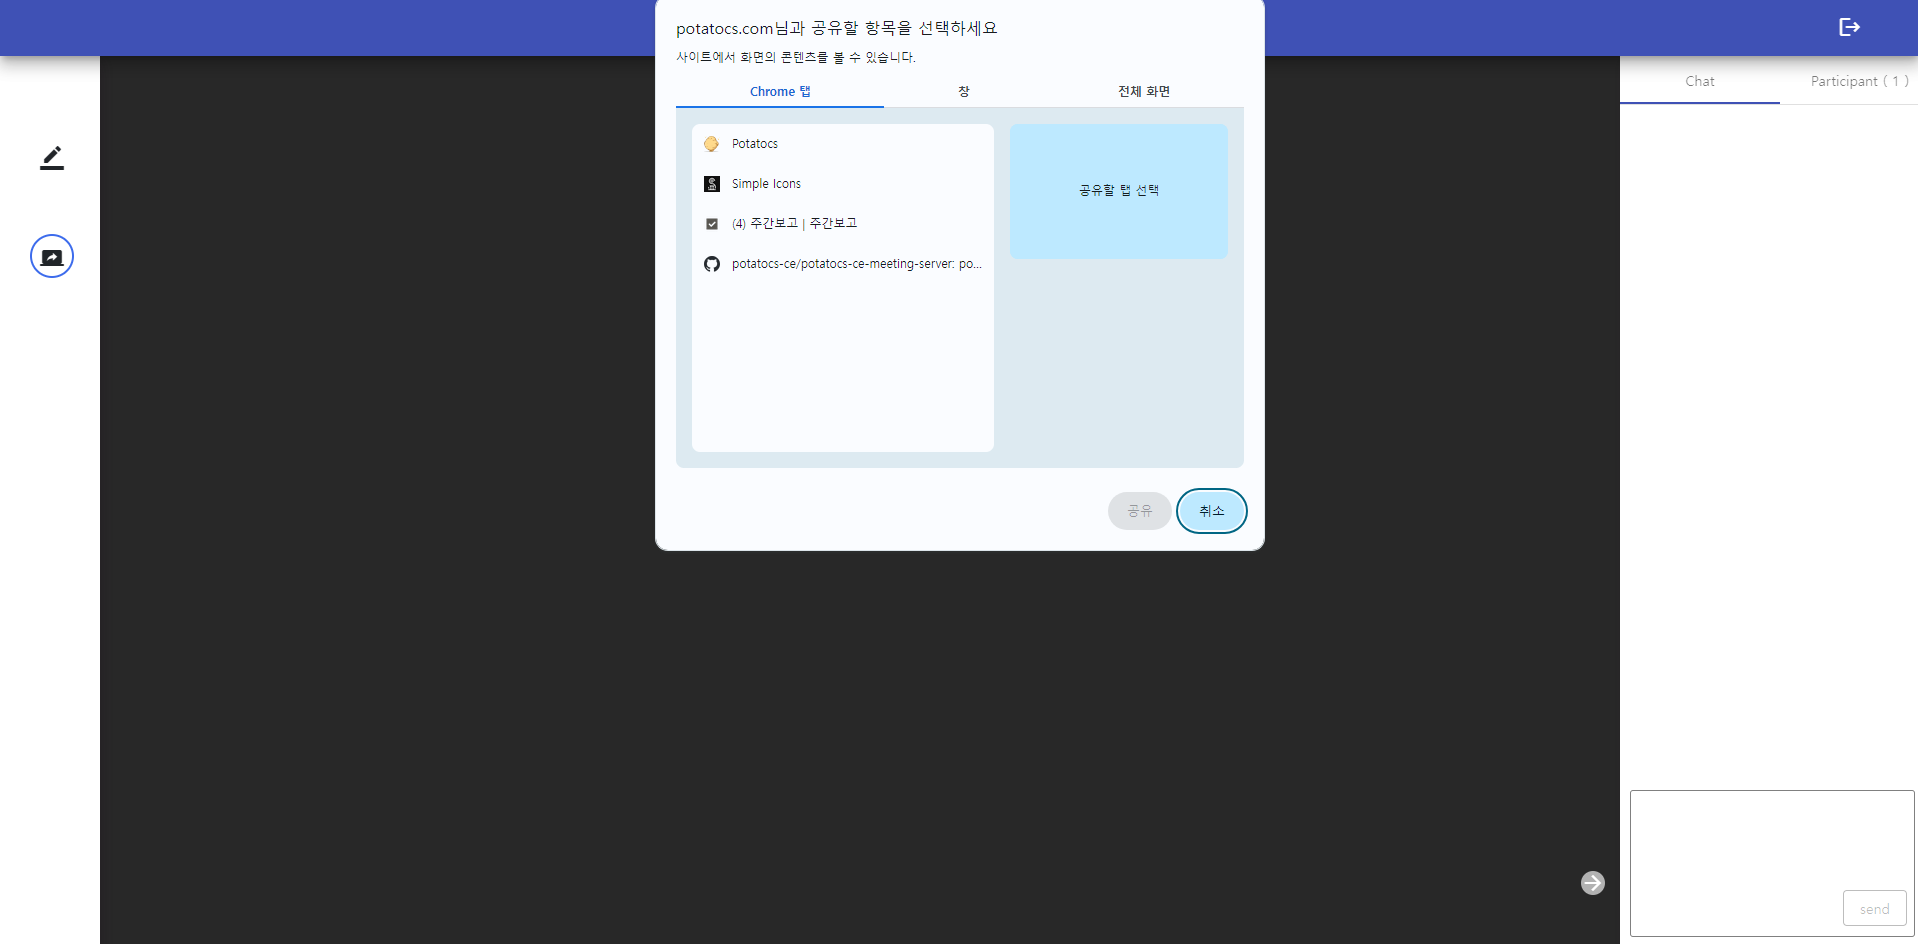 potatocs.com님과 공유할 항목을 선택하세요
사이트에서 화면의 콘텐츠를 볼 수 있습니다.
Chrome 탭
창
전체 화면
Potatocs
Simple Icons
(4) 주간보고 | 주간보고
potatocs-ce/potatocs-ce-meeting-server: po...
공유할 탭 선택
공유
취소
Chat
Participant ( 1 )
send